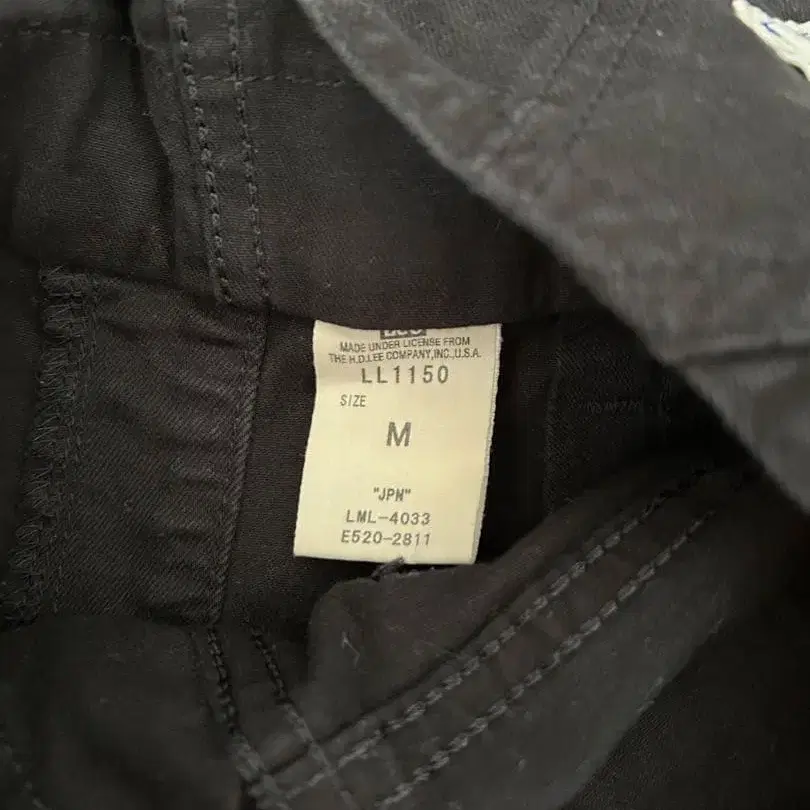 MADE UNDER LICENSE FROM
THE H.D.LEE COMPANY,INC.,U.S.A.
LL1150
SIZE
M
"JPN"
LML-4033
E520-2811